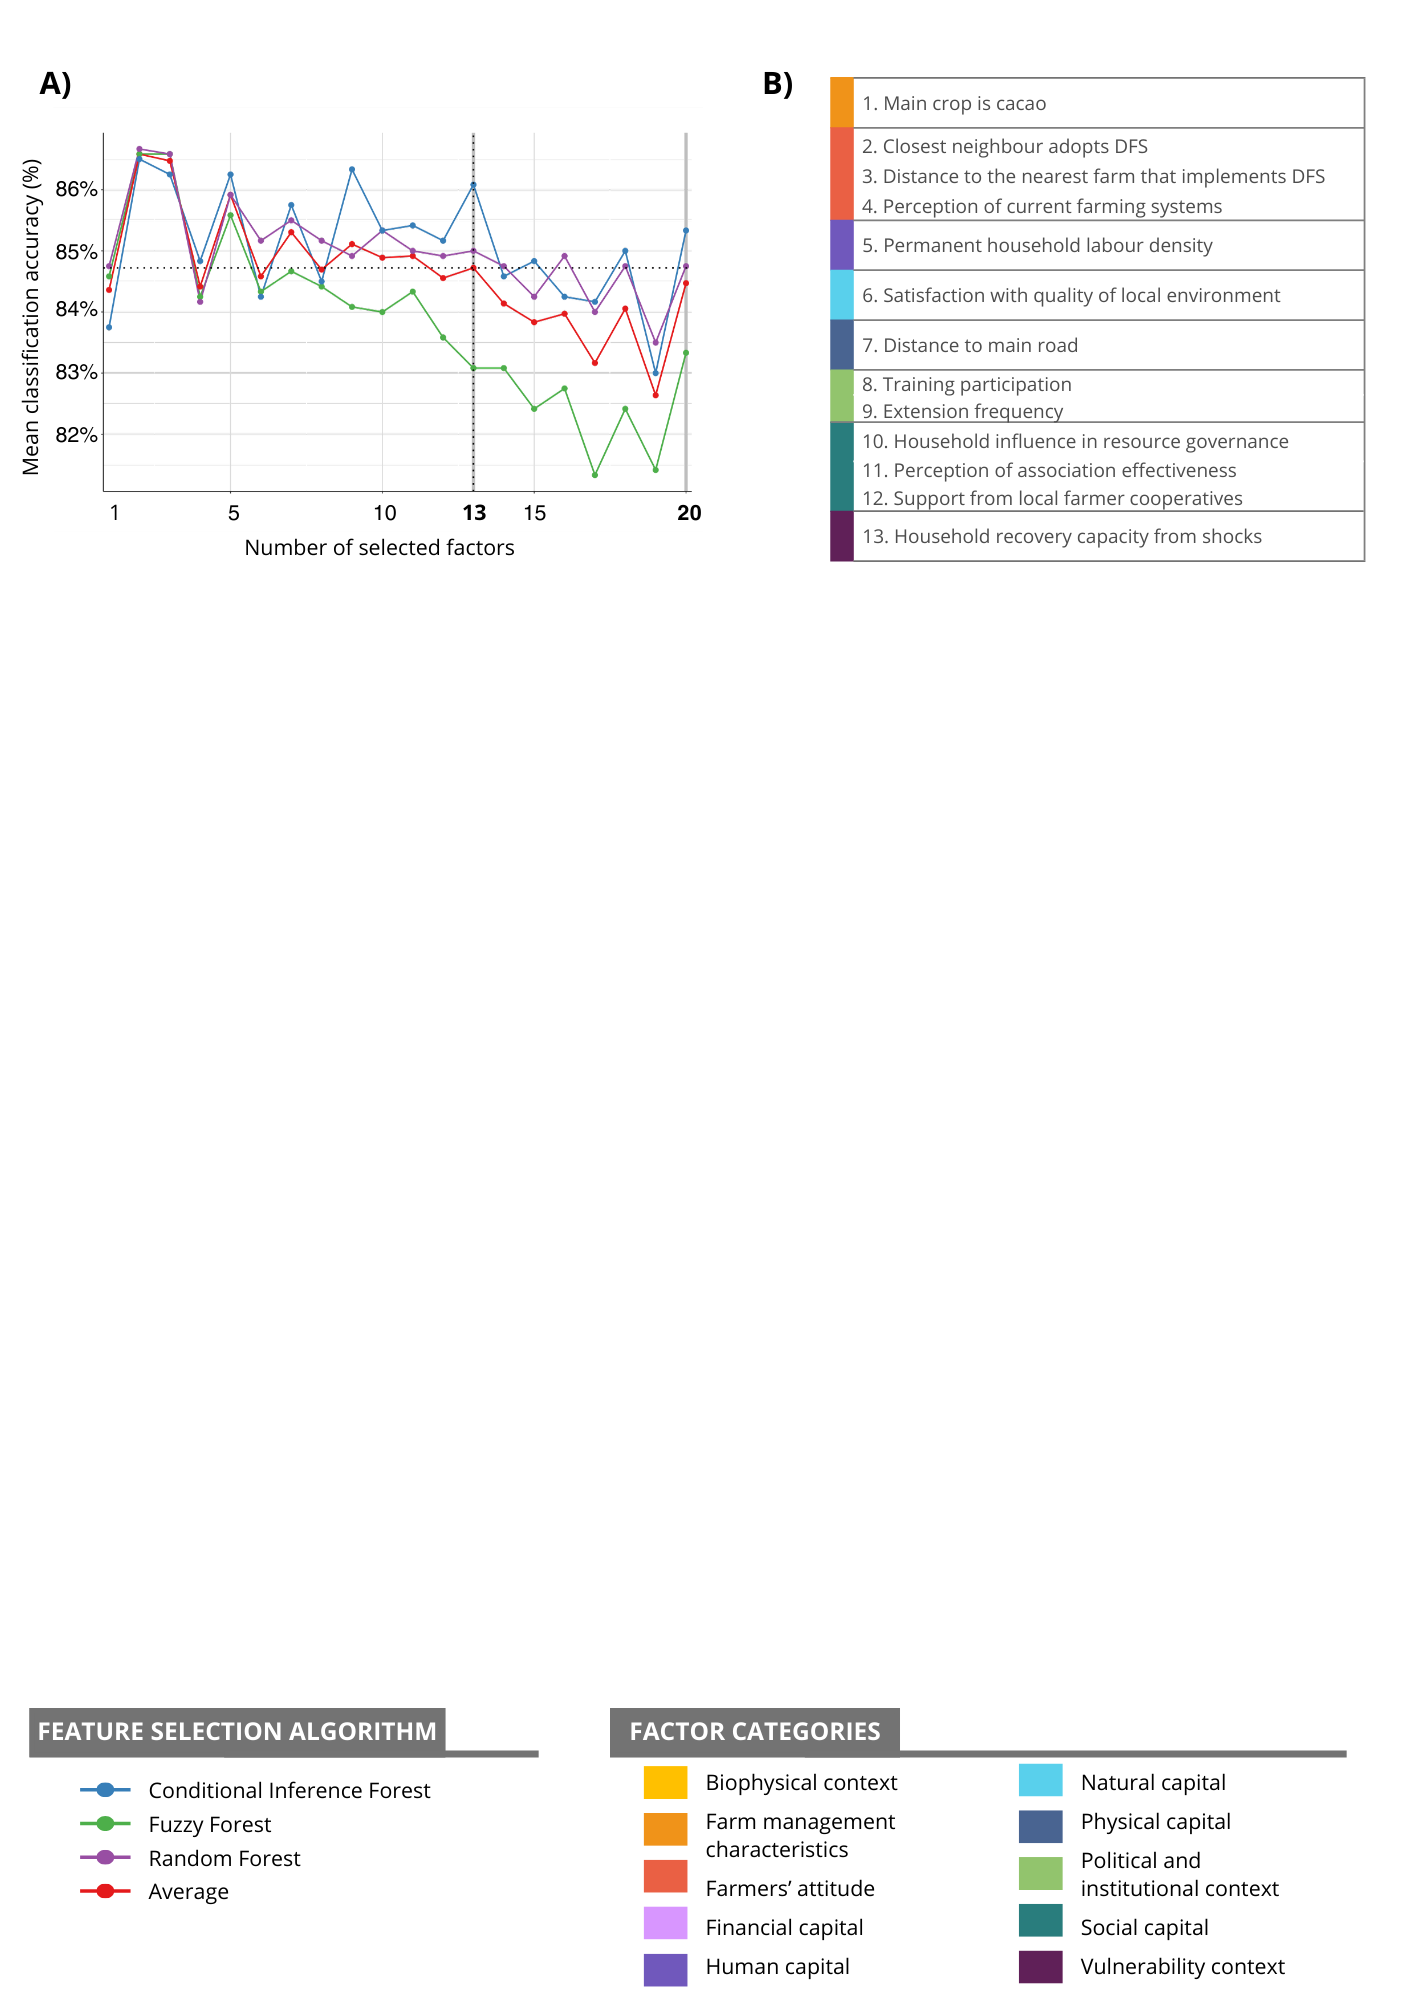 A)
Mean classification accuracy (%)
86%
85%
84%
83%
82%
1
5
10
13
15
20
Number of selected factors
B)
1. Main crop is cacao
2. Closest neighbour adopts DFS
3. Distance to the nearest farm that implements DFS
4. Perception of current farming systems
5. Permanent household labour density
6. Satisfaction with quality of local environment
7. Distance to main road
8. Training participation
9. Extension frequency
10. Household influence in resource governance
11. Perception of association effectiveness
12. Support from local farmer cooperatives
13. Household recovery capacity from shocks
FEATURE SELECTION ALGORITHM
Conditional Inference Forest
Fuzzy Forest
Random Forest
Average
FACTOR CATEGORIES
Biophysical context
Farm management
characteristics
Farmers’ attitude
Financial capital
Human capital
Natural capital
Physical capital
Political and
institutional context
Social capital
Vulnerability context